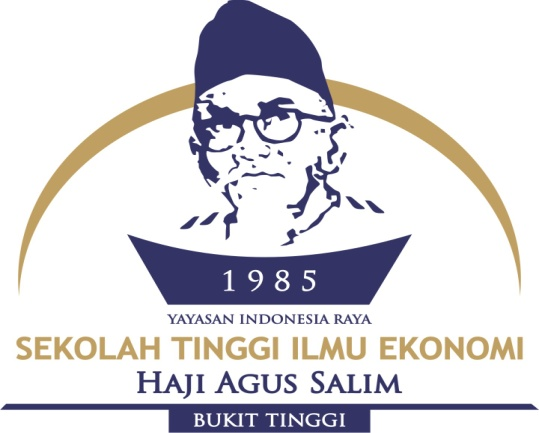 1985
YAYASAN INDONESIA RAYA
SEKOLAH TINGGI ILMU EKONOMI
HAJI AGUS SALIM
BUKIT TINGGI